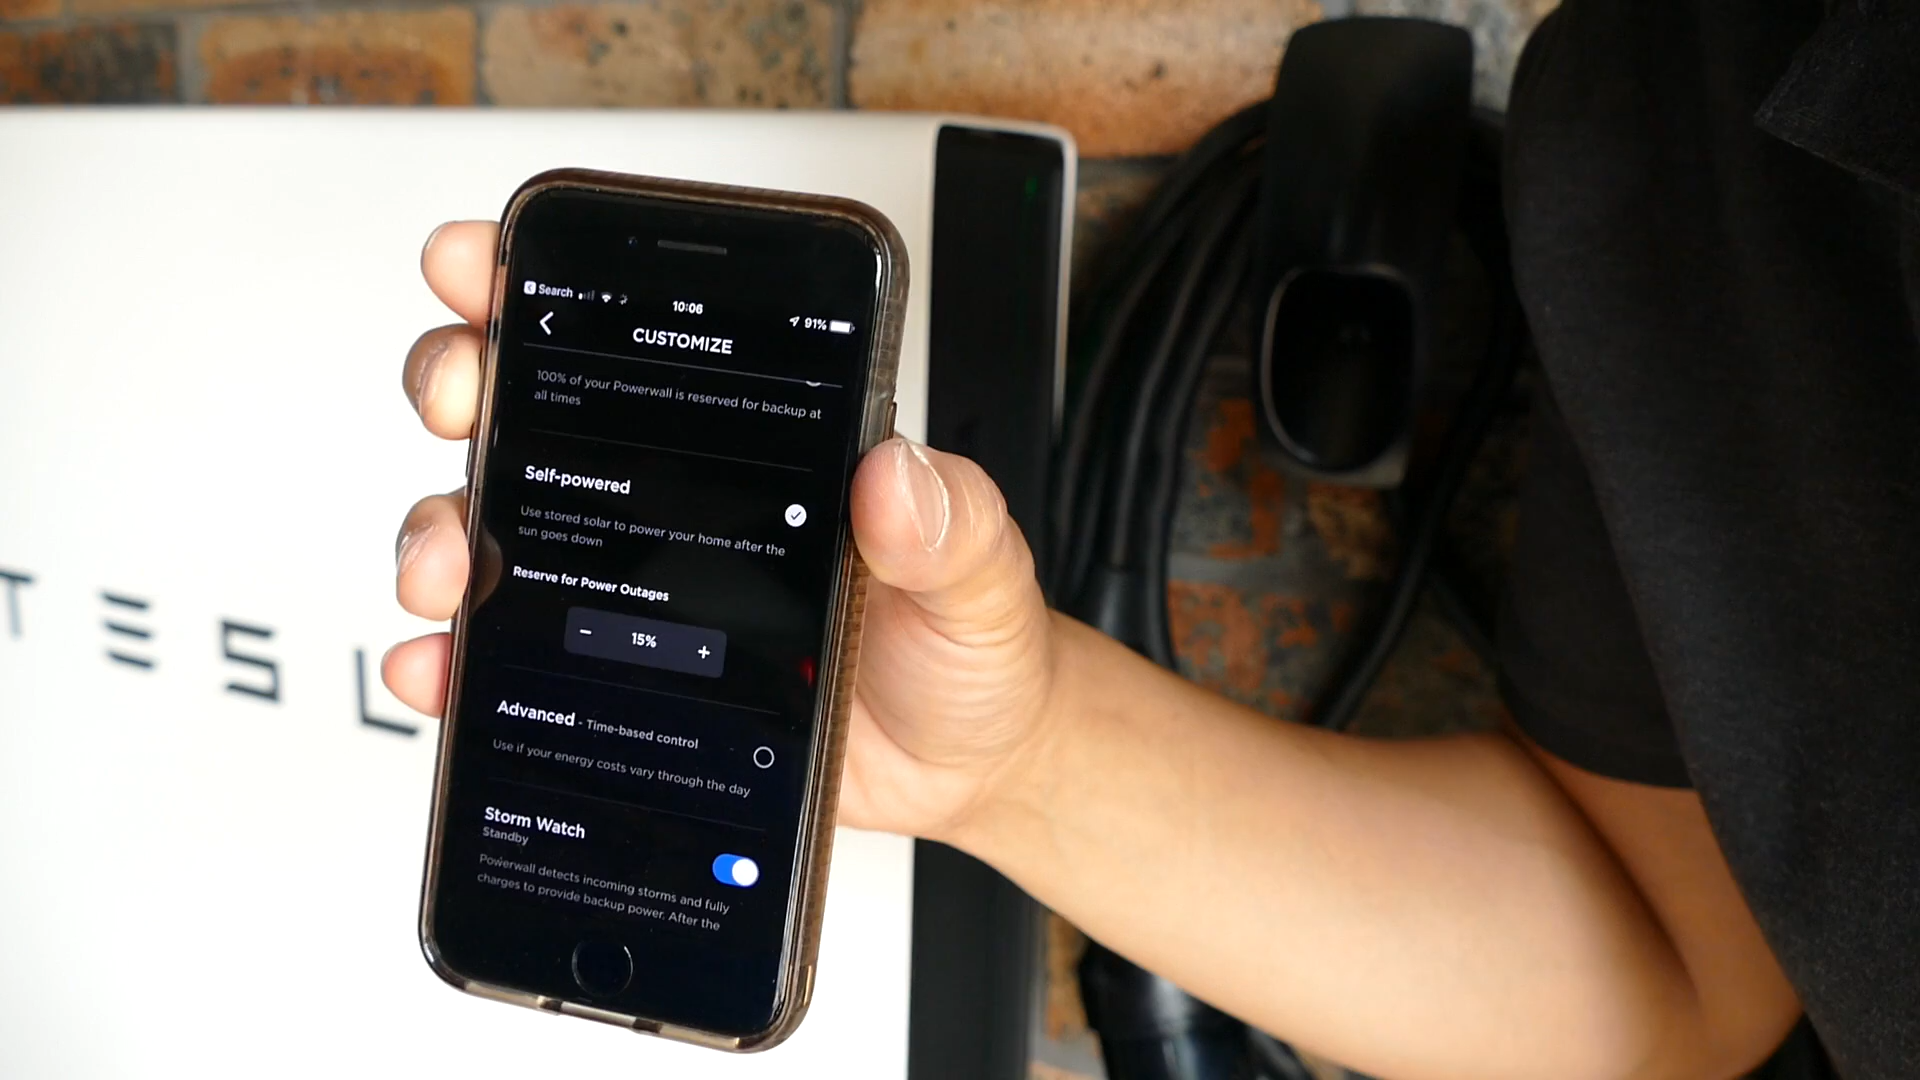 Search
10:06
91%
CUSTOMIZE
100% of your Powerwall is reserved for backup at
all times
Self-powered
Use stored solar to power your home after the
sun goes down
Reserve for Power Outages
- 15% +
Advanced - Time-based control
Use if your energy costs vary through the day
Storm Watch
Standby
Powerwall detects incoming storms and fully
charges to provide backup power. After the
TESL